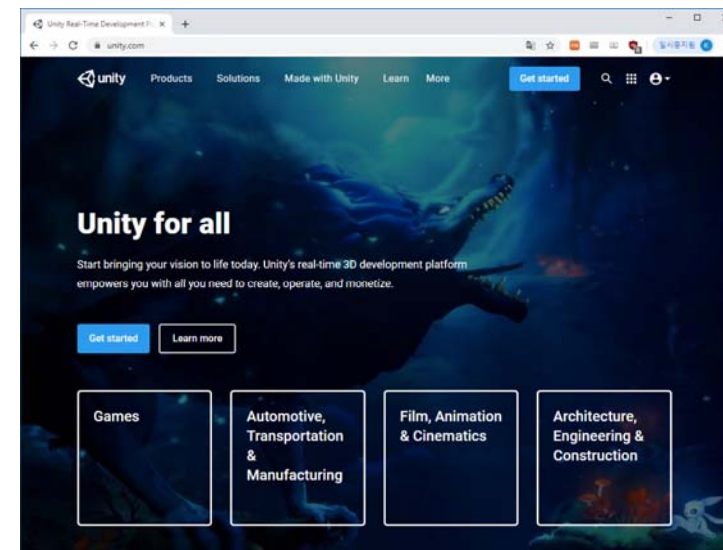 Unity Real-Time Development
unity.com
unity Products Solutions Made with Unity Learn More Get started
Unity for all
Start bringing your vision to life today. Unity's real-time 3D development platform
empowers you with all you need to create, operate, and monetize.
Get started Learn more
Games
Automotive,
Transportation
&
Manufacturing
Film, Animation
& Cinematics
Architecture,
Engineering &
Construction